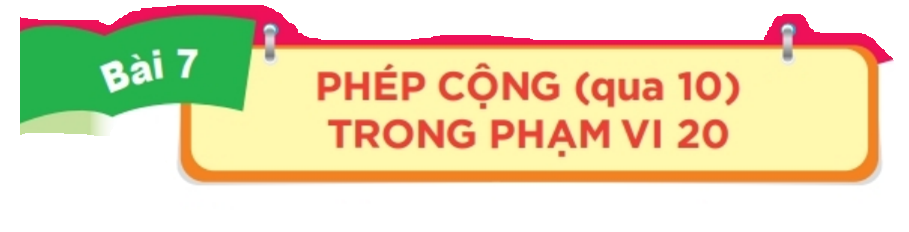 Bài 7
PHÉP CỘNG (qua 10)
TRONG PHẠM VI 20